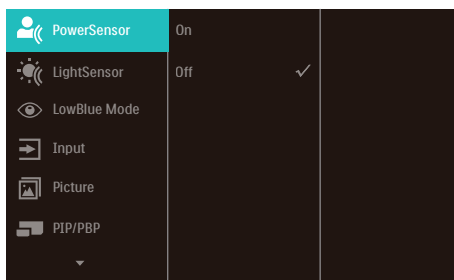 PowerSensor
On
LightSensor
Off
LowBlue Mode
Input
Picture
PIP/PBP